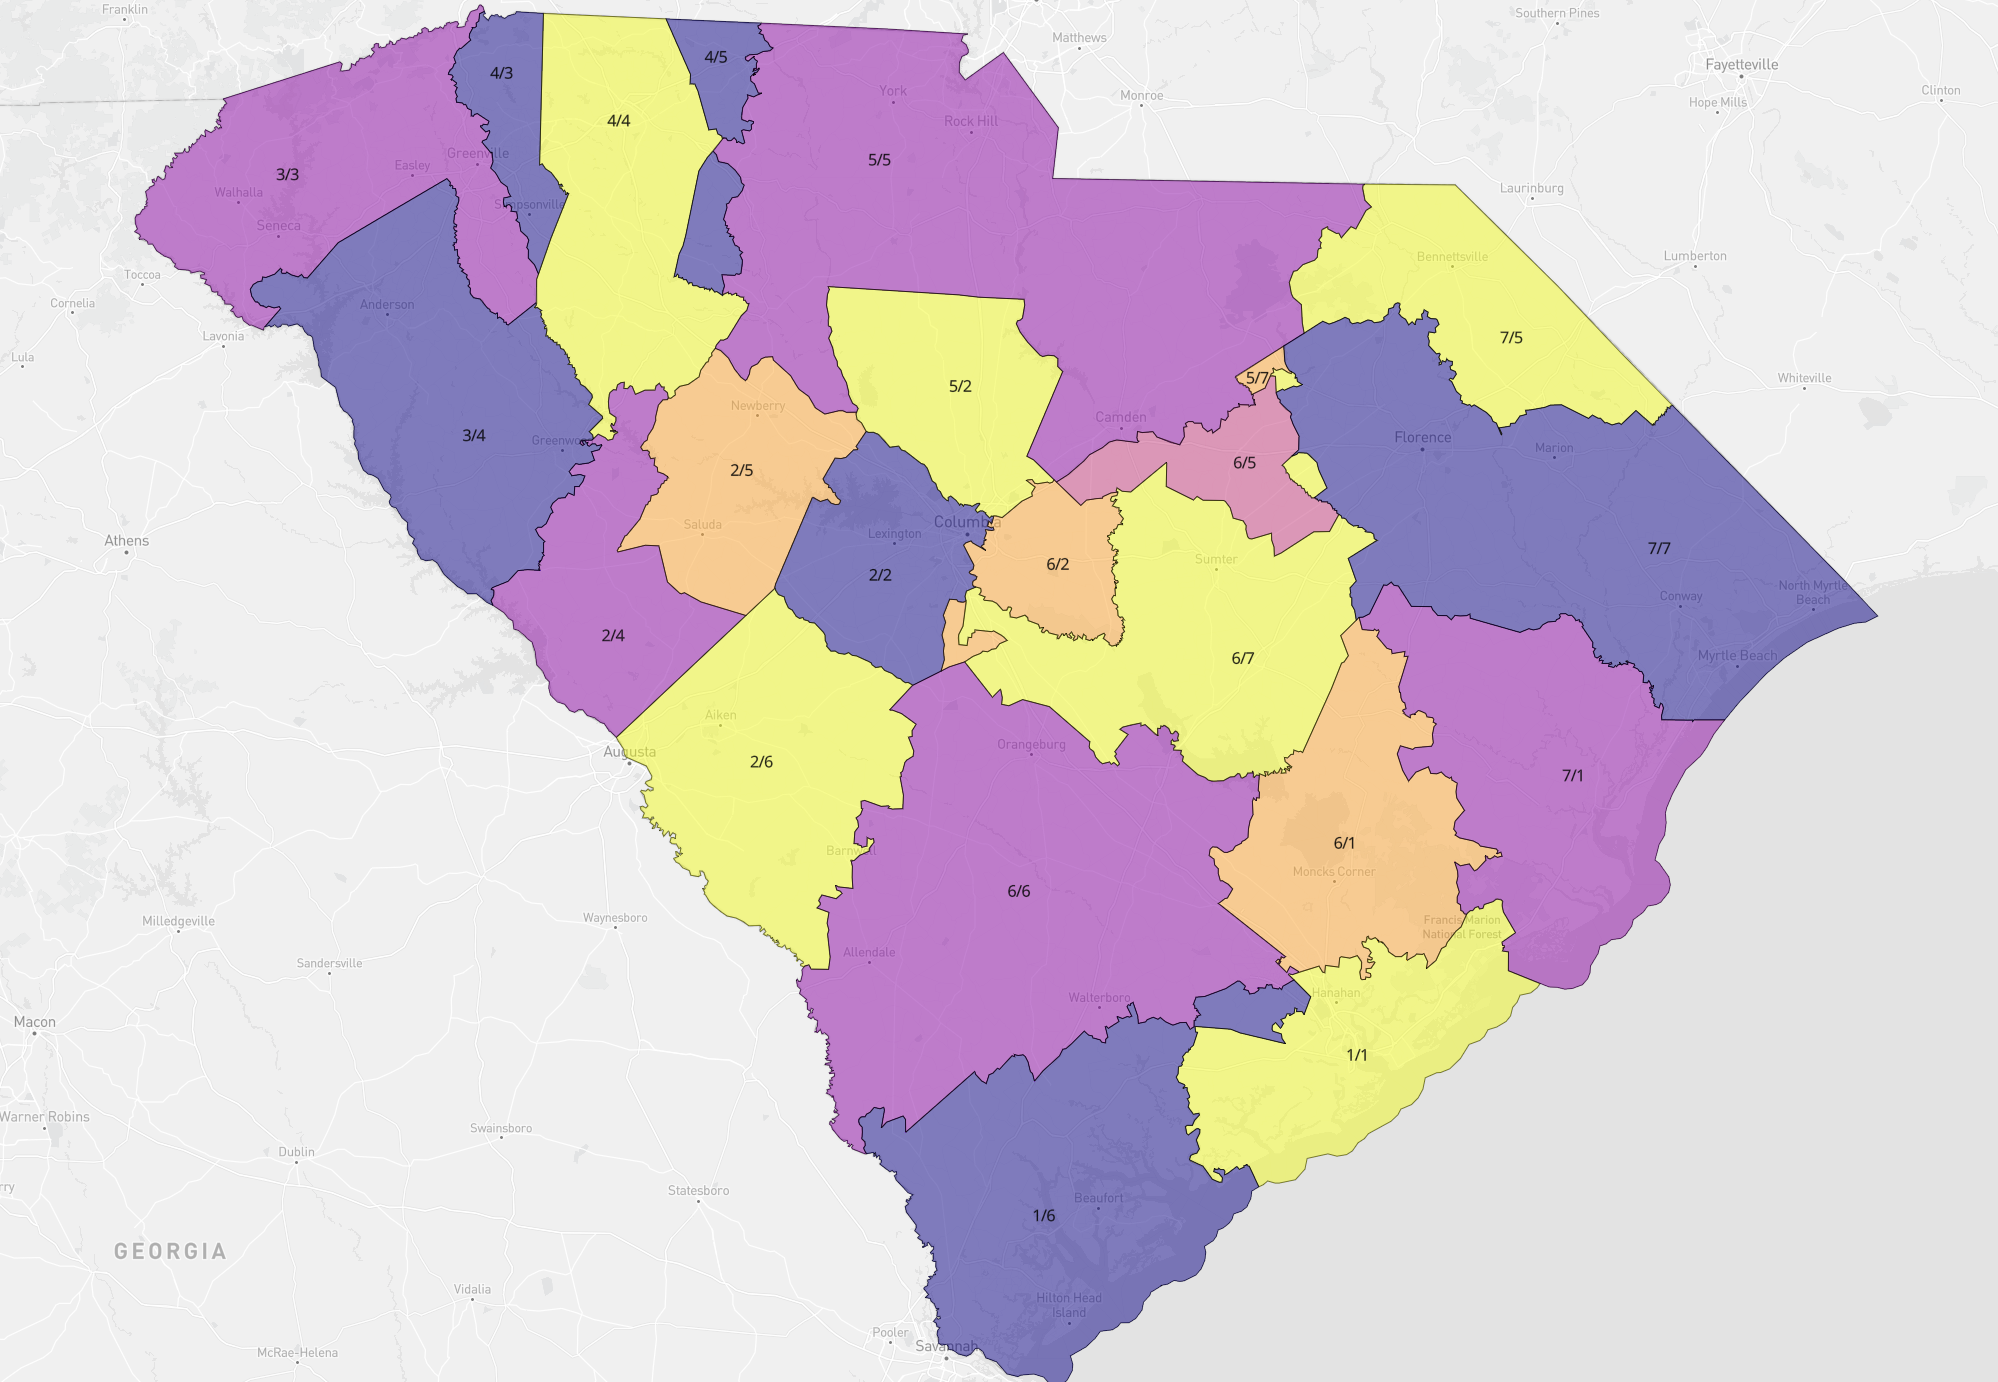 Franklin
Southern Pines
Matthews
Fayetteville
4/3
4/5
York
Monroe
Clinton
Hope Mills
4/4
Rock Hill
Greenville
5/5
Easley
3/3
Walhalla
Laurinburg
Simpsonville
Seneca
Bennettsville
Lumberton
Toccoa
Cornelia
Anderson
Lavonia
7/5
Lula
5/7
Whiteville
5/2
Newberry
Camden
3/4
Greenwo
Florence
Marion
2/5
6/5
Saluda
Columbia
Lexington
Athens
7/7
Sumter
6/2
2/2
North Myrtle
Beach
Conway
2/4
6/7
Myrtle Beach
Aiken
Orangeburg
Augusta
2/6
7/1
6/1
Barnwell
Moncks Corner
6/6
Milledgeville
Waynesboro
Francis Marion
National Forest
Allendale
Sandersville
Hanahan
Walterboro
Macon
1/1
Warner Robins
Swainsboro
Dublin
rry
Statesboro
Beaufort
1/6
GEORGIA
Vidalia
Hilton Head
Island
Pooler
Savannah
McRae-Helena